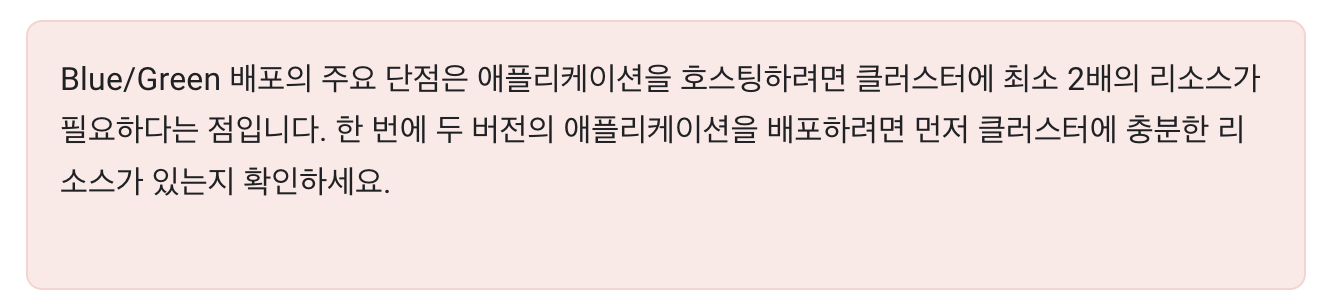 Blue/Green 배포의 주요 단점은 애플리케이션을 호스팅하려면 클러스터에 최소 2배의 리소스가
필요하다는 점입니다. 한 번에 두 버전의 애플리케이션을 배포하려면 먼저 클러스터에 충분한 리
소스가 있는지 확인하세요.